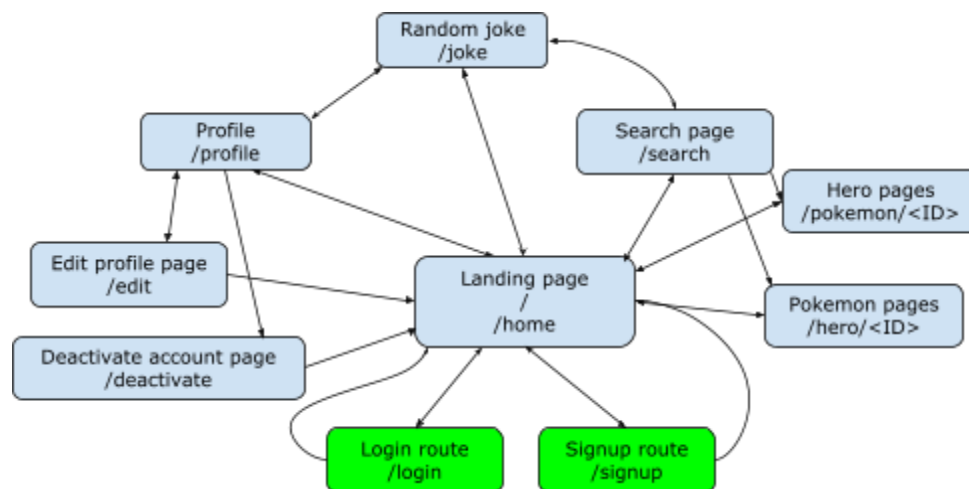 Random joke
/joke
Profile
/profile
Search page
/search
Hero pages
/pokemon/<ID>
Edit profile page
/edit
Landing page
/
/home
Pokemon pages
/hero/<ID>
Deactivate account page
/deactivate
Login route
/login
Signup route
/signup